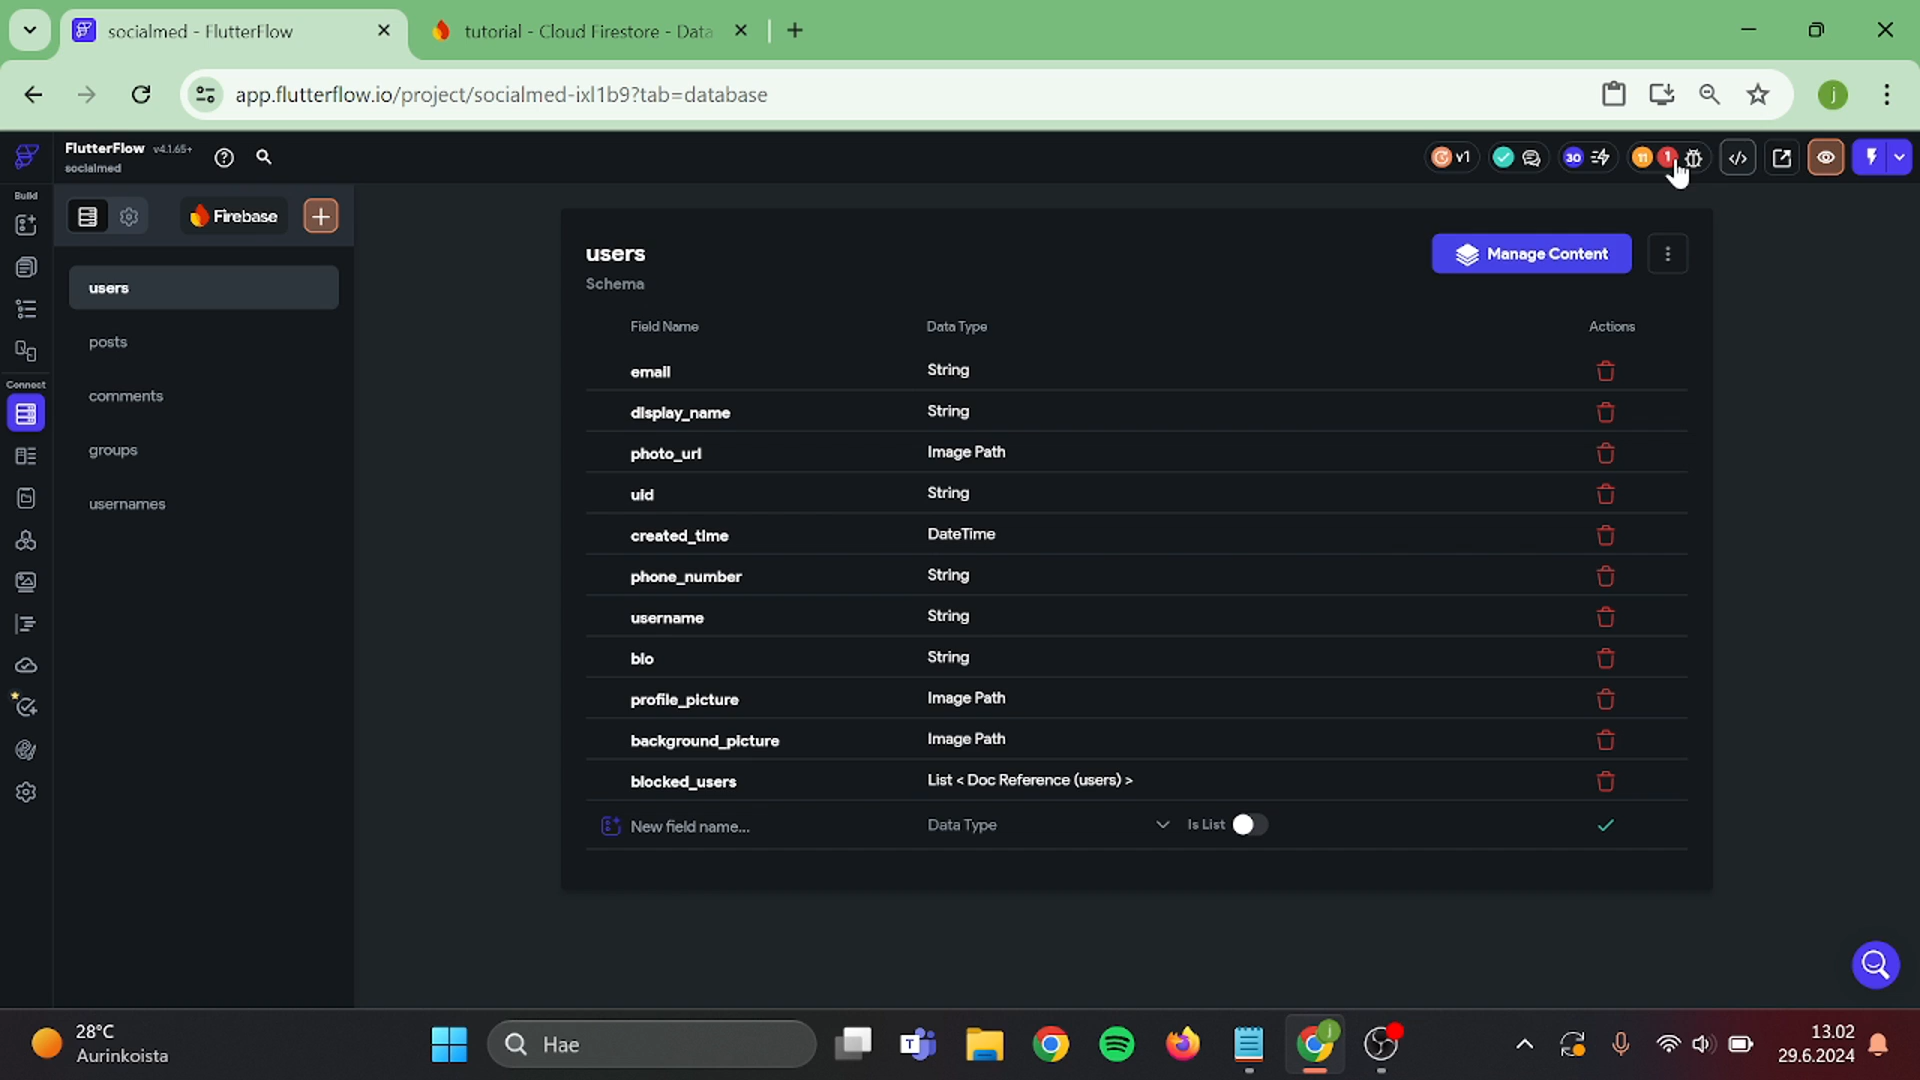 socialmed - FlutterFlow
tutorial - Cloud Firestore - Data
app.flutterflow.io/project/socialmed-ixl1b9?tab=database
j
FlutterFlow v4.1.65+
socialmed
v1
30
11
1
Build
Firebase
Connect
users
posts
comments
groups
usernames
users
Manage Content
Schema
Field Name Data Type Actions
email String
display_name String
photo_url Image Path
uid String
created_time DateTime
phone_number String
username String
bio String
profile_picture Image Path
background_picture Image Path
blocked_users List < Doc Reference (users) >
New field name... Data Type Is List
28°C
Aurinkoista
Hae
13.02
29.6.2024